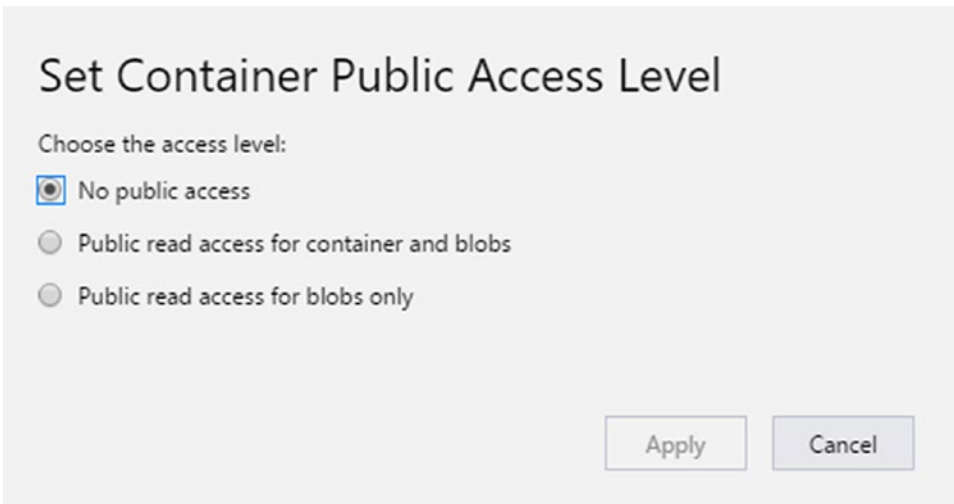 Set Container Public Access Level
Choose the access level:
No public access
Public read access for container and blobs
Public read access for blobs only
Apply
Cancel